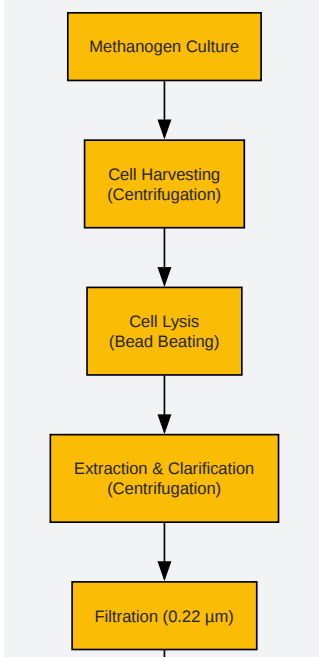 Methanogen Culture
Cell Harvesting
(Centrifugation)
Cell Lysis
(Bead Beating)
Extraction & Clarification
(Centrifugation)
Filtration (0.22 µm)